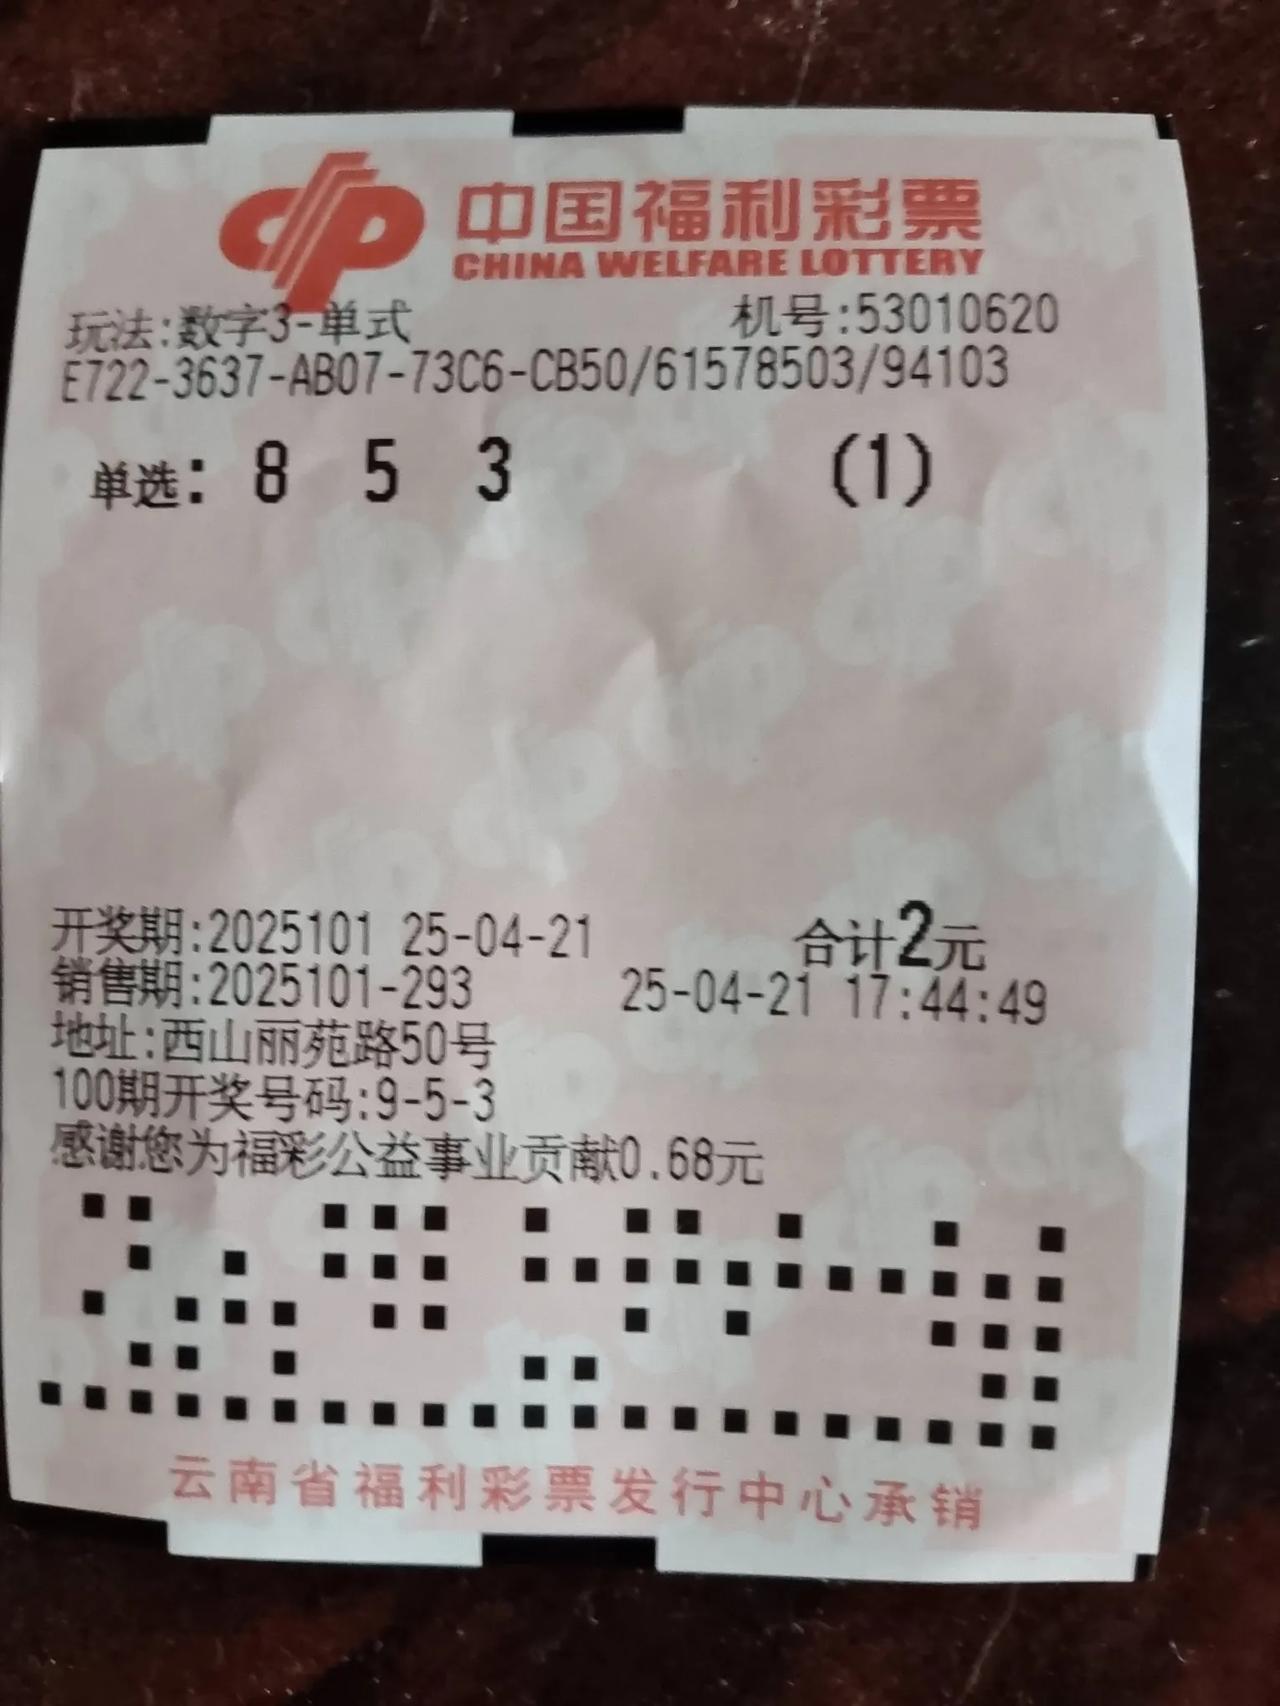 中国福利彩票
CHINA WELFARE LOTTERY
玩法:数字3-单式 机号:53010620
E722-3637-AB07-73C6-CB50/61578503/94103
单选: 8 5 3 (1)
开奖期:2025101 25-04-21 合计2元
销售期:2025101-293 25-04-21 17:44:49
地址:西山丽苑路50号
100期开奖号码:9-5-3
感谢您为福彩公益事业贡献0.68元
云南省福利彩票发行中心承销